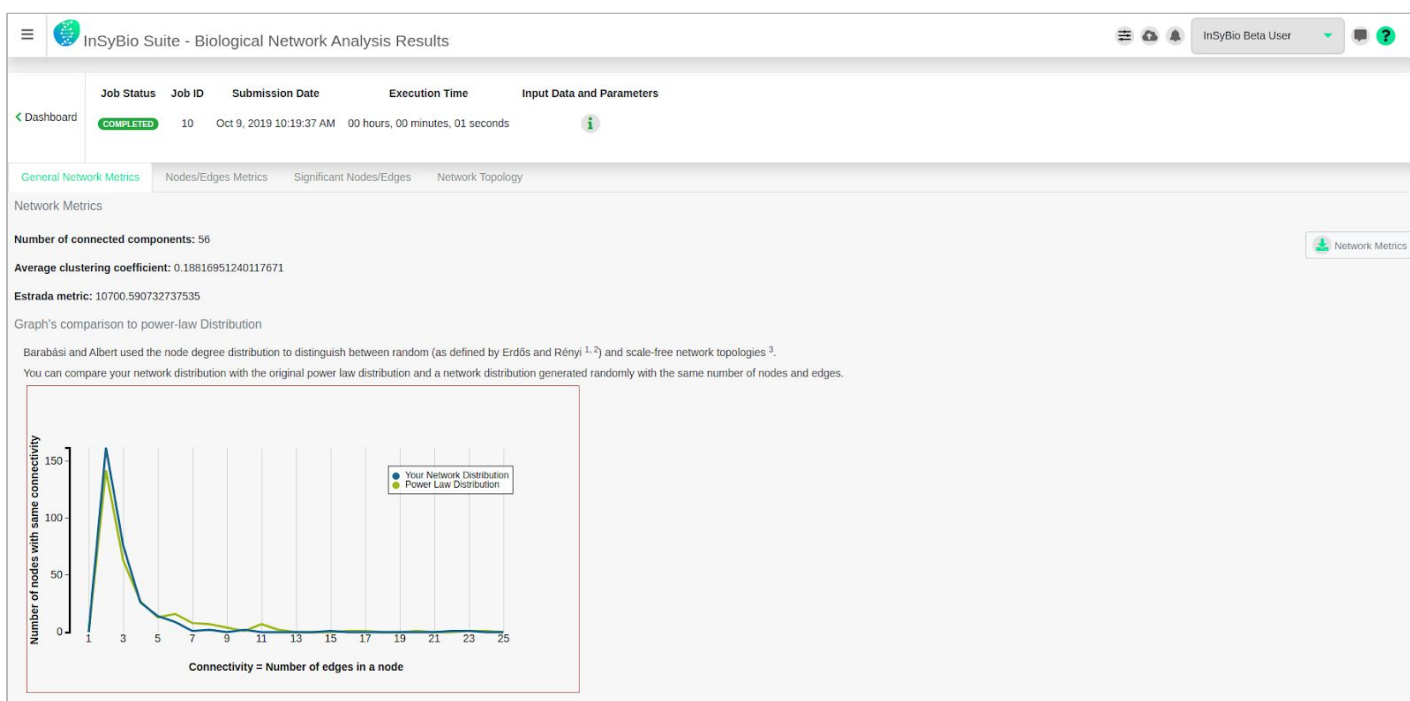 InSyBio Suite - Biological Network Analysis Results
InSyBio Beta User
?
Dashboard
Job Status Job ID Submission Date Execution Time Input Data and Parameters
COMPLETED 10 Oct 9, 2019 10:19:37 AM 00 hours, 00 minutes, 01 seconds i
General Network Metrics Nodes/Edges Metrics Significant Nodes/Edges Network Topology
Network Metrics
Number of connected components: 56
Network Metrics
Average clustering coefficient: 0.18816951240117671
Estrada metric: 10700.590732737535
Graph's comparison to power-law Distribution
Barabási and Albert used the node degree distribution to distinguish between random (as defined by Erdős and Rényi 1, 2) and scale-free network topologies 3.
You can compare your network distribution with the original power law distribution and a network distribution generated randomly with the same number of nodes and edges.
Number of nodes with same connectivity
150
100
50
0
Your Network Distribution
Power Law Distribution
1 3 5 7 9 11 13 15 17 19 21 23 25
Connectivity = Number of edges in a node